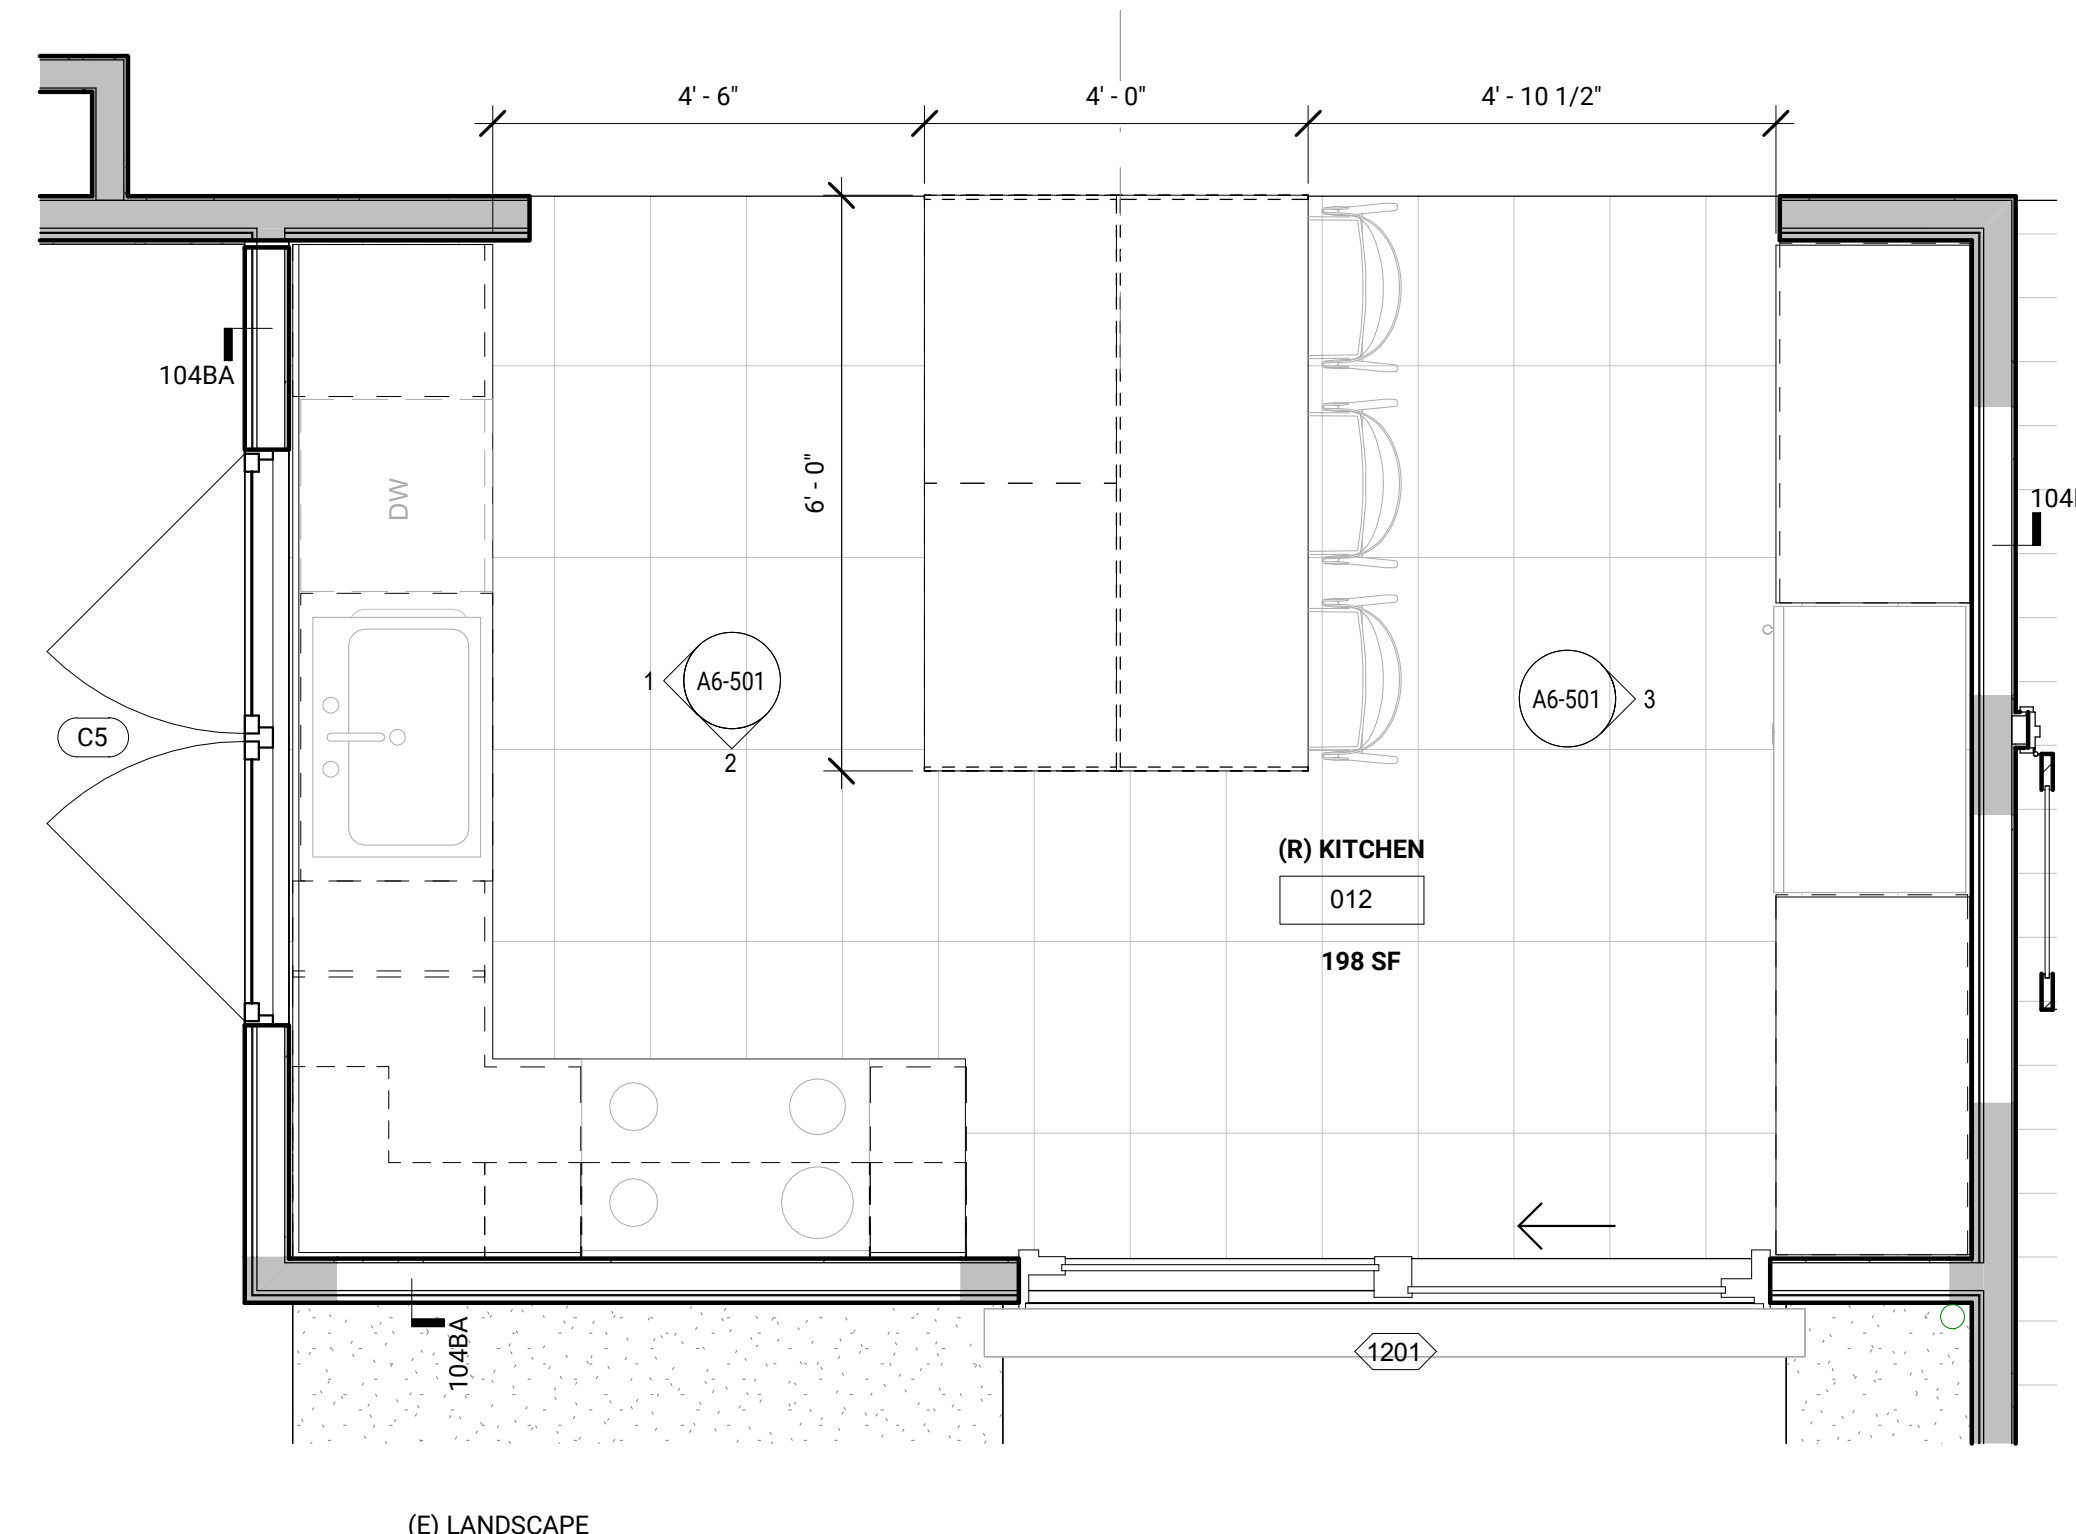 4' - 6"
4' - 0"
4' - 10 1/2"
104BA
DW
6' - 0"
104
1
A6-501
2
A6-501
3
C5
(R) KITCHEN
012
198 SF
104BA
1201
(E) LANDSCAPE